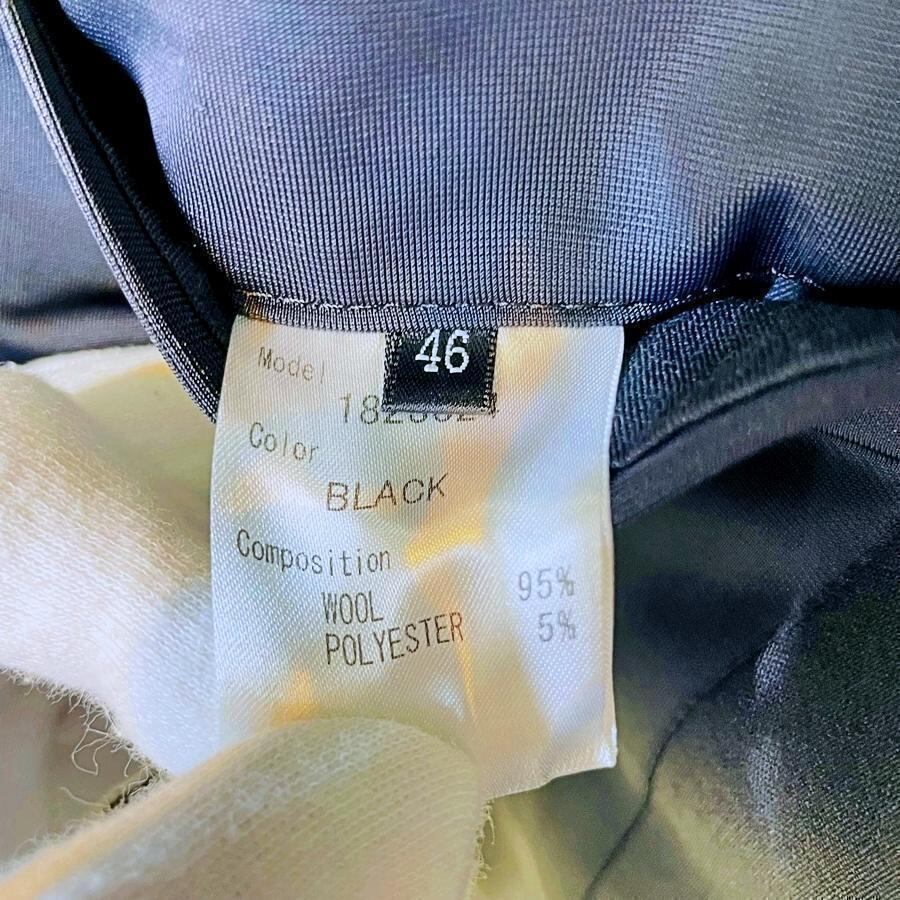 46
Model
Color
BLACK
Composition
WOOL 95%
POLYESTER 5%